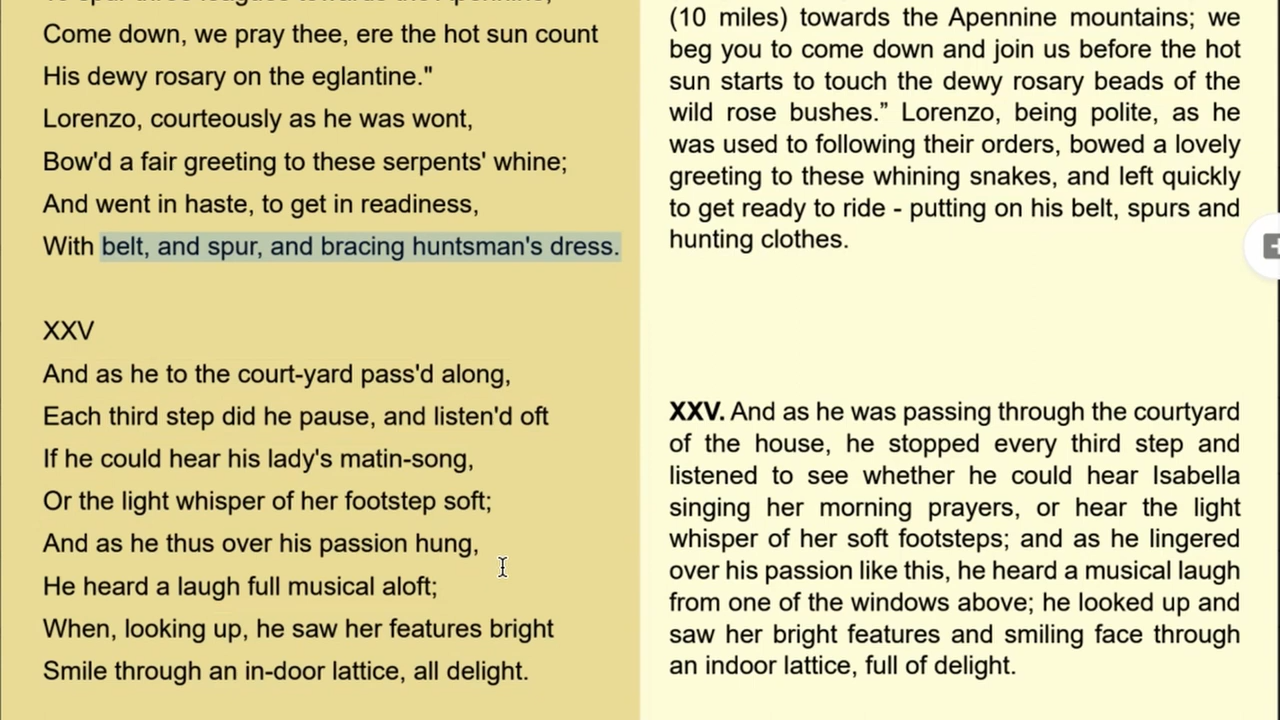 Come down, we pray thee, ere the hot sun count
His dewy rosary on the eglantine."
Lorenzo, courteously as he was wont,
Bow'd a fair greeting to these serpents' whine;
And went in haste, to get in readiness,
With belt, and spur, and bracing huntsman's dress.
XXV
And as he to the court-yard pass'd along,
Each third step did he pause, and listen'd oft
If he could hear his lady's matin-song,
Or the light whisper of her footstep soft;
And as he thus over his passion hung,
He heard a laugh full musical aloft;
When, looking up, he saw her features bright
Smile through an in-door lattice, all delight.
(10 miles) towards the Apennine mountains; we
beg you to come down and join us before the hot
sun starts to touch the dewy rosary beads of the
wild rose bushes.” Lorenzo, being polite, as he
was used to following their orders, bowed a lovely
greeting to these whining snakes, and left quickly
to get ready to ride - putting on his belt, spurs and
hunting clothes.
XXV. And as he was passing through the courtyard
of the house, he stopped every third step and
listened to see whether he could hear Isabella
singing her morning prayers, or hear the light
whisper of her soft footsteps; and as he lingered
over his passion like this, he heard a musical laugh
from one of the windows above; he looked up and
saw her bright features and smiling face through
an indoor lattice, full of delight.